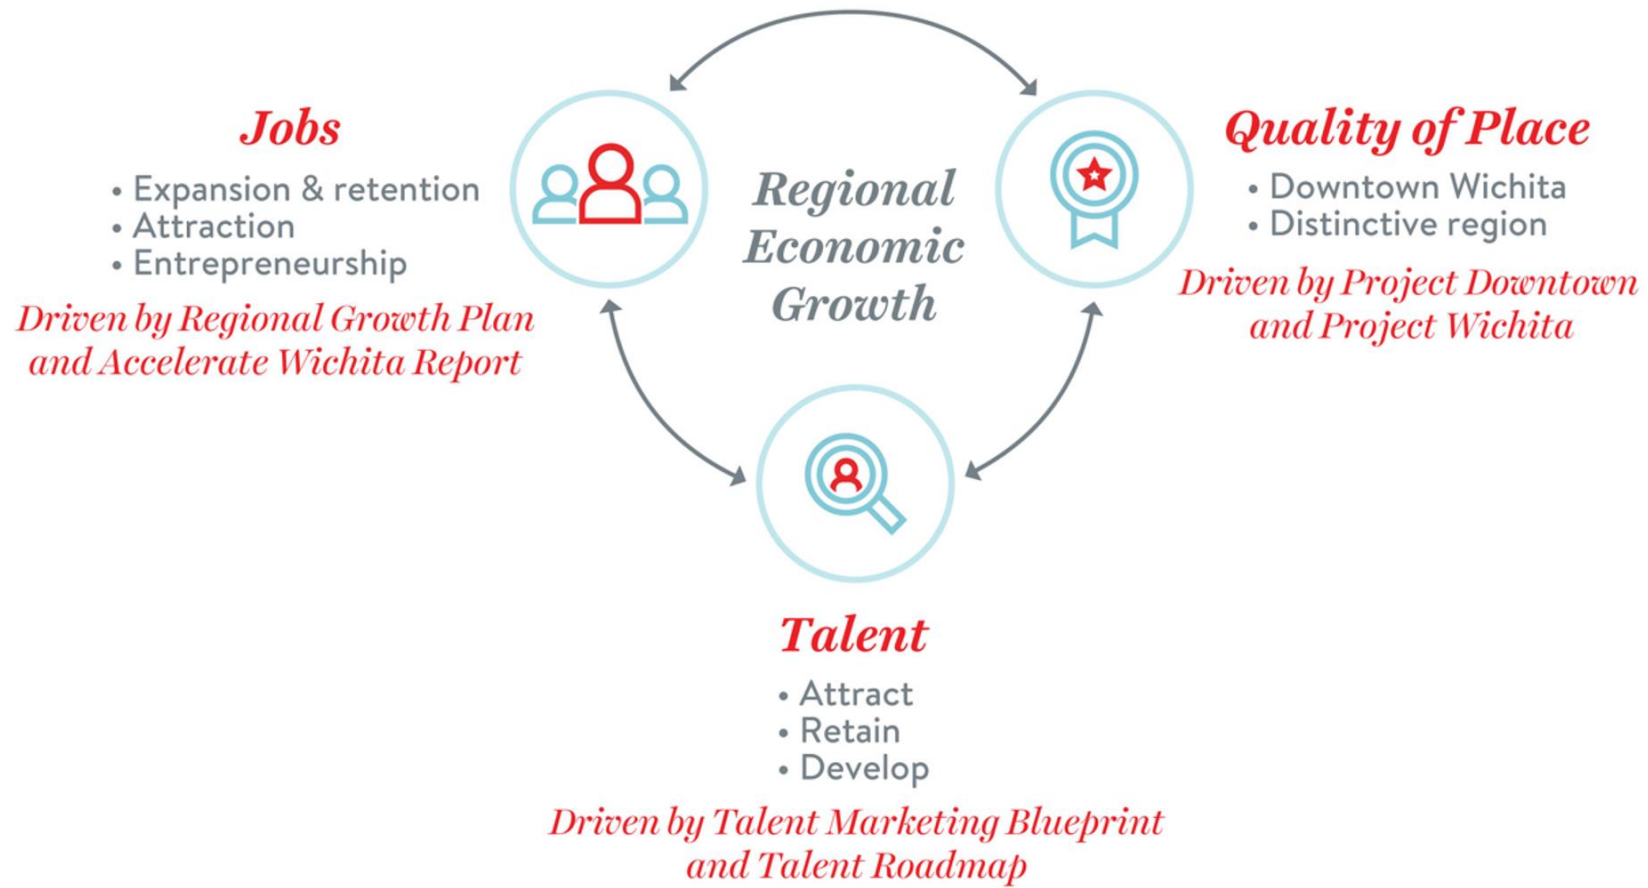 Jobs
• Expansion & retention
• Attraction
• Entrepreneurship
Driven by Regional Growth Plan
and Accelerate Wichita Report
Regional
Economic
Growth
Quality of Place
• Downtown Wichita
• Distinctive region
Driven by Project Downtown
and Project Wichita
Talent
• Attract
• Retain
• Develop
Driven by Talent Marketing Blueprint
and Talent Roadmap